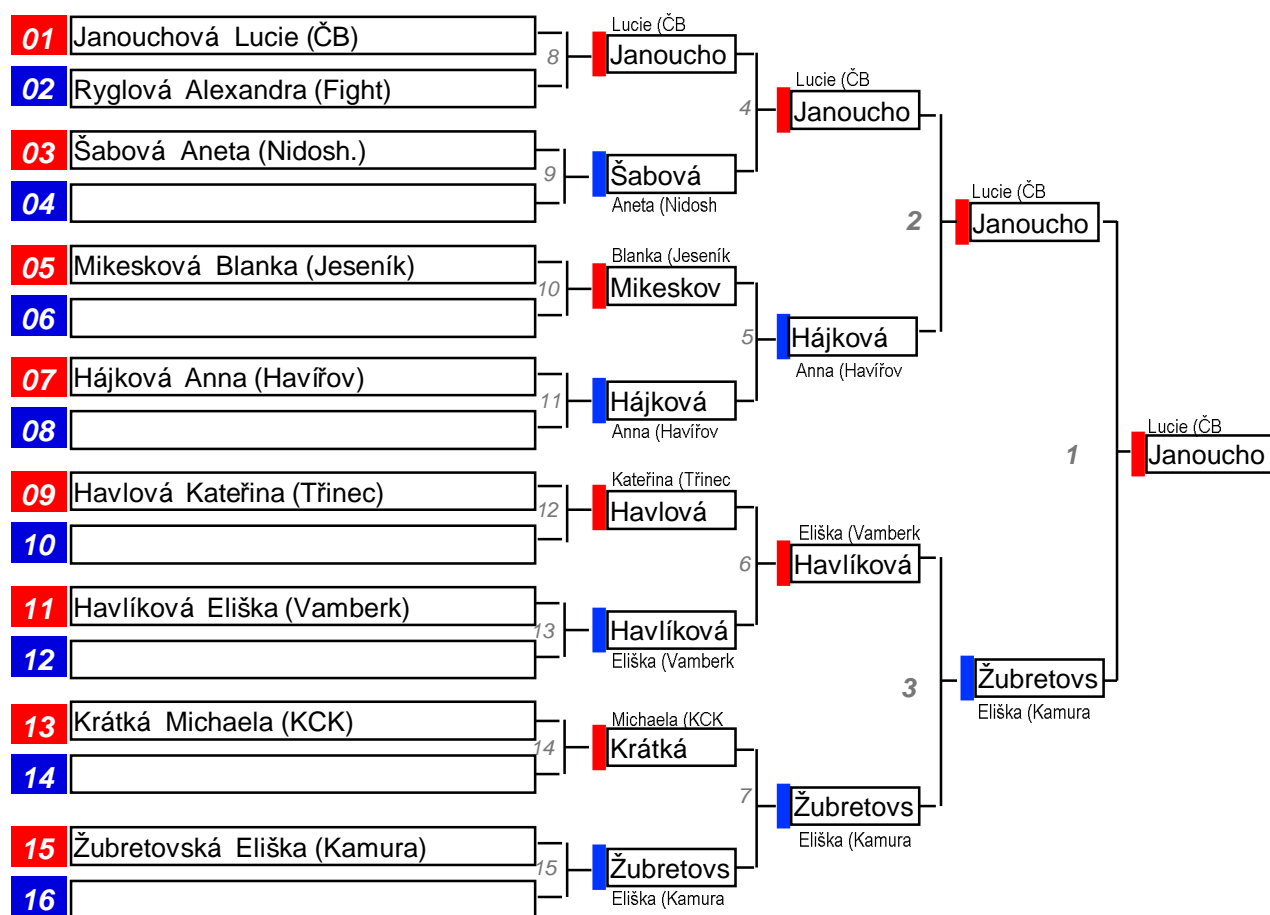 01 Janouchová Lucie (ČB)
02 Ryglová Alexandra (Fight)
03 Šabová Aneta (Nidosh.)
04
05 Mikesková Blanka (Jeseník)
06
07 Hájková Anna (Havířov)
08
09 Havlová Kateřina (Třinec)
10
11 Havlíková Eliška (Vamberk)
12
13 Krátká Michaela (KCK)
14
15 Žubretovská Eliška (Kamura)
16
8
9
10
11
12
13
14
15
Lucie (ČB
Janoucho
Šabová
Aneta (Nidosh
Blanka (Jeseník
Mikeskov
Hájková
Anna (Havířov
Kateřina (Třinec
Havlová
Havlíková
Eliška (Vamberk
Michaela (KCK
Krátká
Žubretovs
Eliška (Kamura
4
5
6
7
Lucie (ČB
Janoucho
Hájková
Anna (Havířov
Eliška (Vamberk
Havlíková
Žubretovs
Eliška (Kamura
2
3
Lucie (ČB
Janoucho
Žubretovs
Eliška (Kamura
1
Lucie (ČB
Janoucho